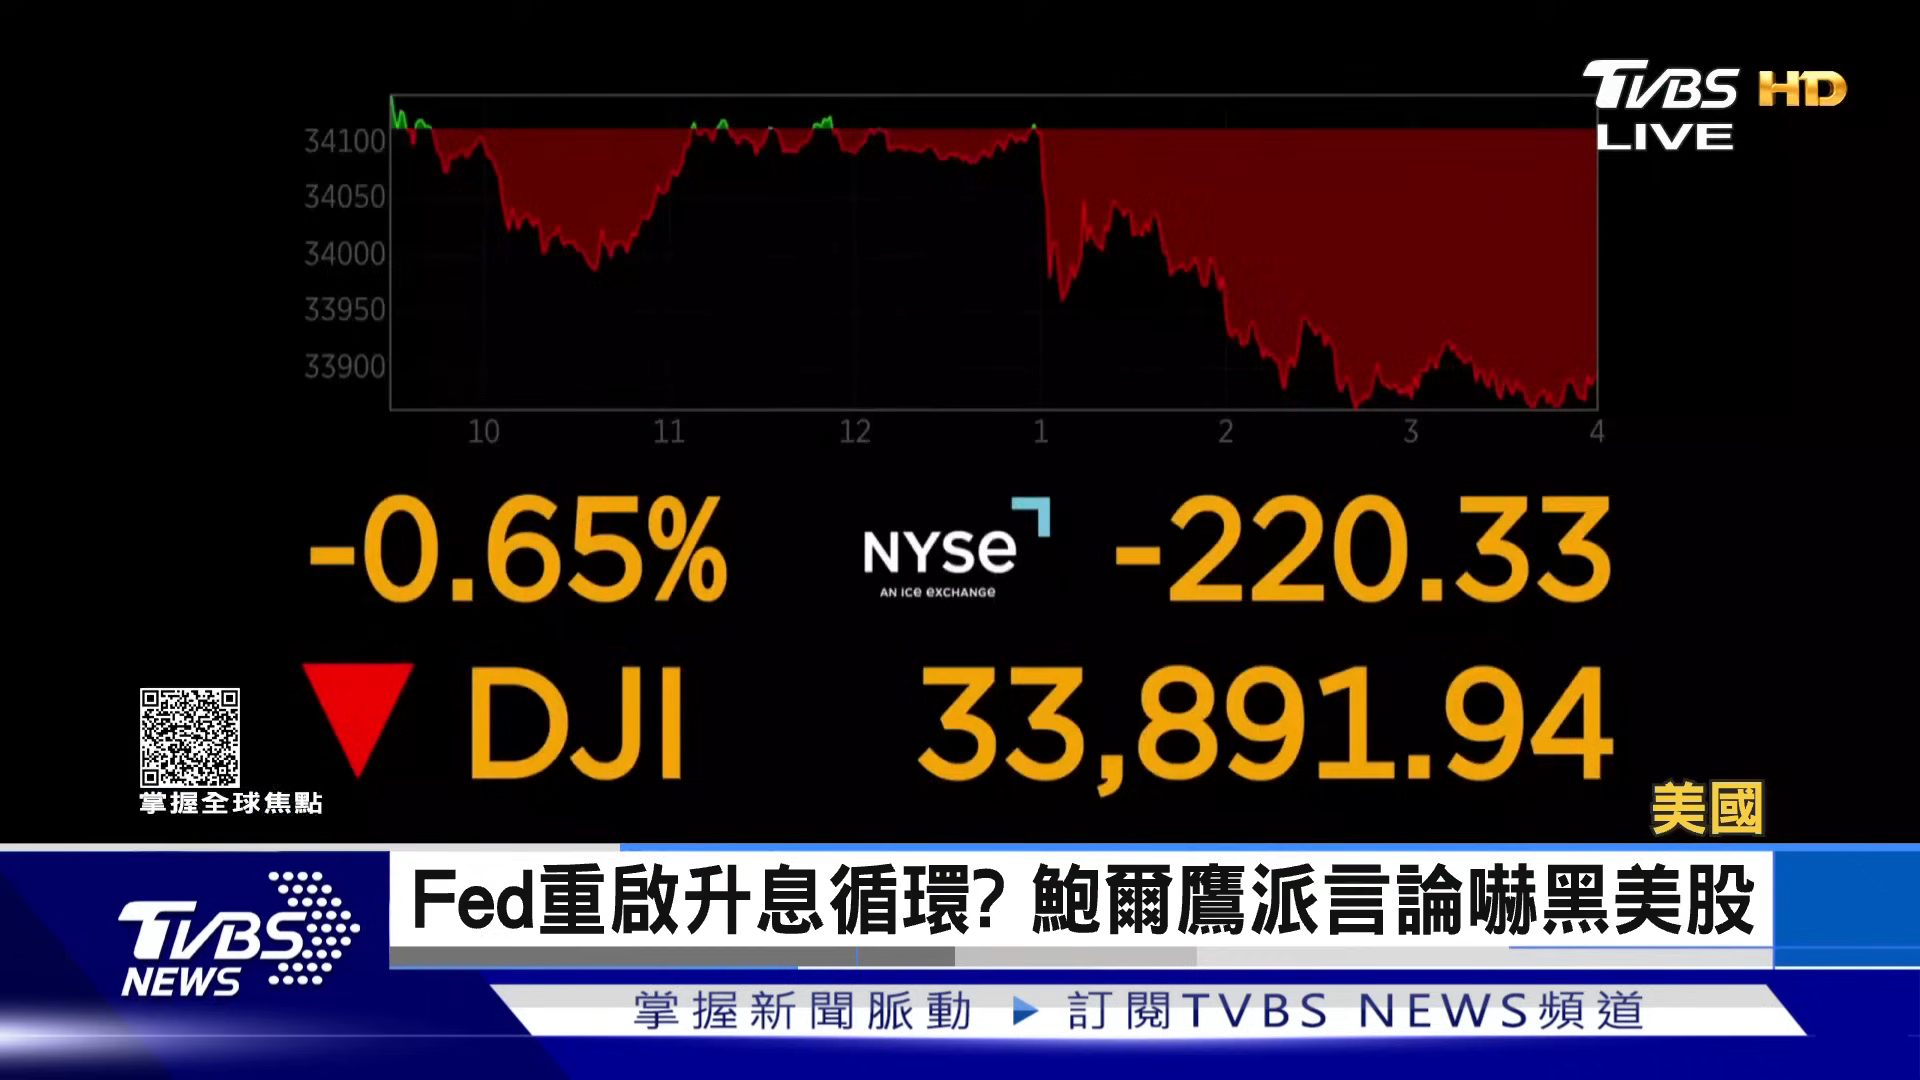 TVBS HD
LIVE
34100
34050
34000
33950
33900
10 11 12 1 2 3 4
-0.65% NYSE -220.33
AN ICE EXCHANGE
DJI 33,891.94
掌握全球焦點
美國
Fed重啟升息循環? 鮑爾鷹派言論嚇黑美股
TVBS
NEWS
掌握新聞脈動 訂閱TVBS NEWS頻道